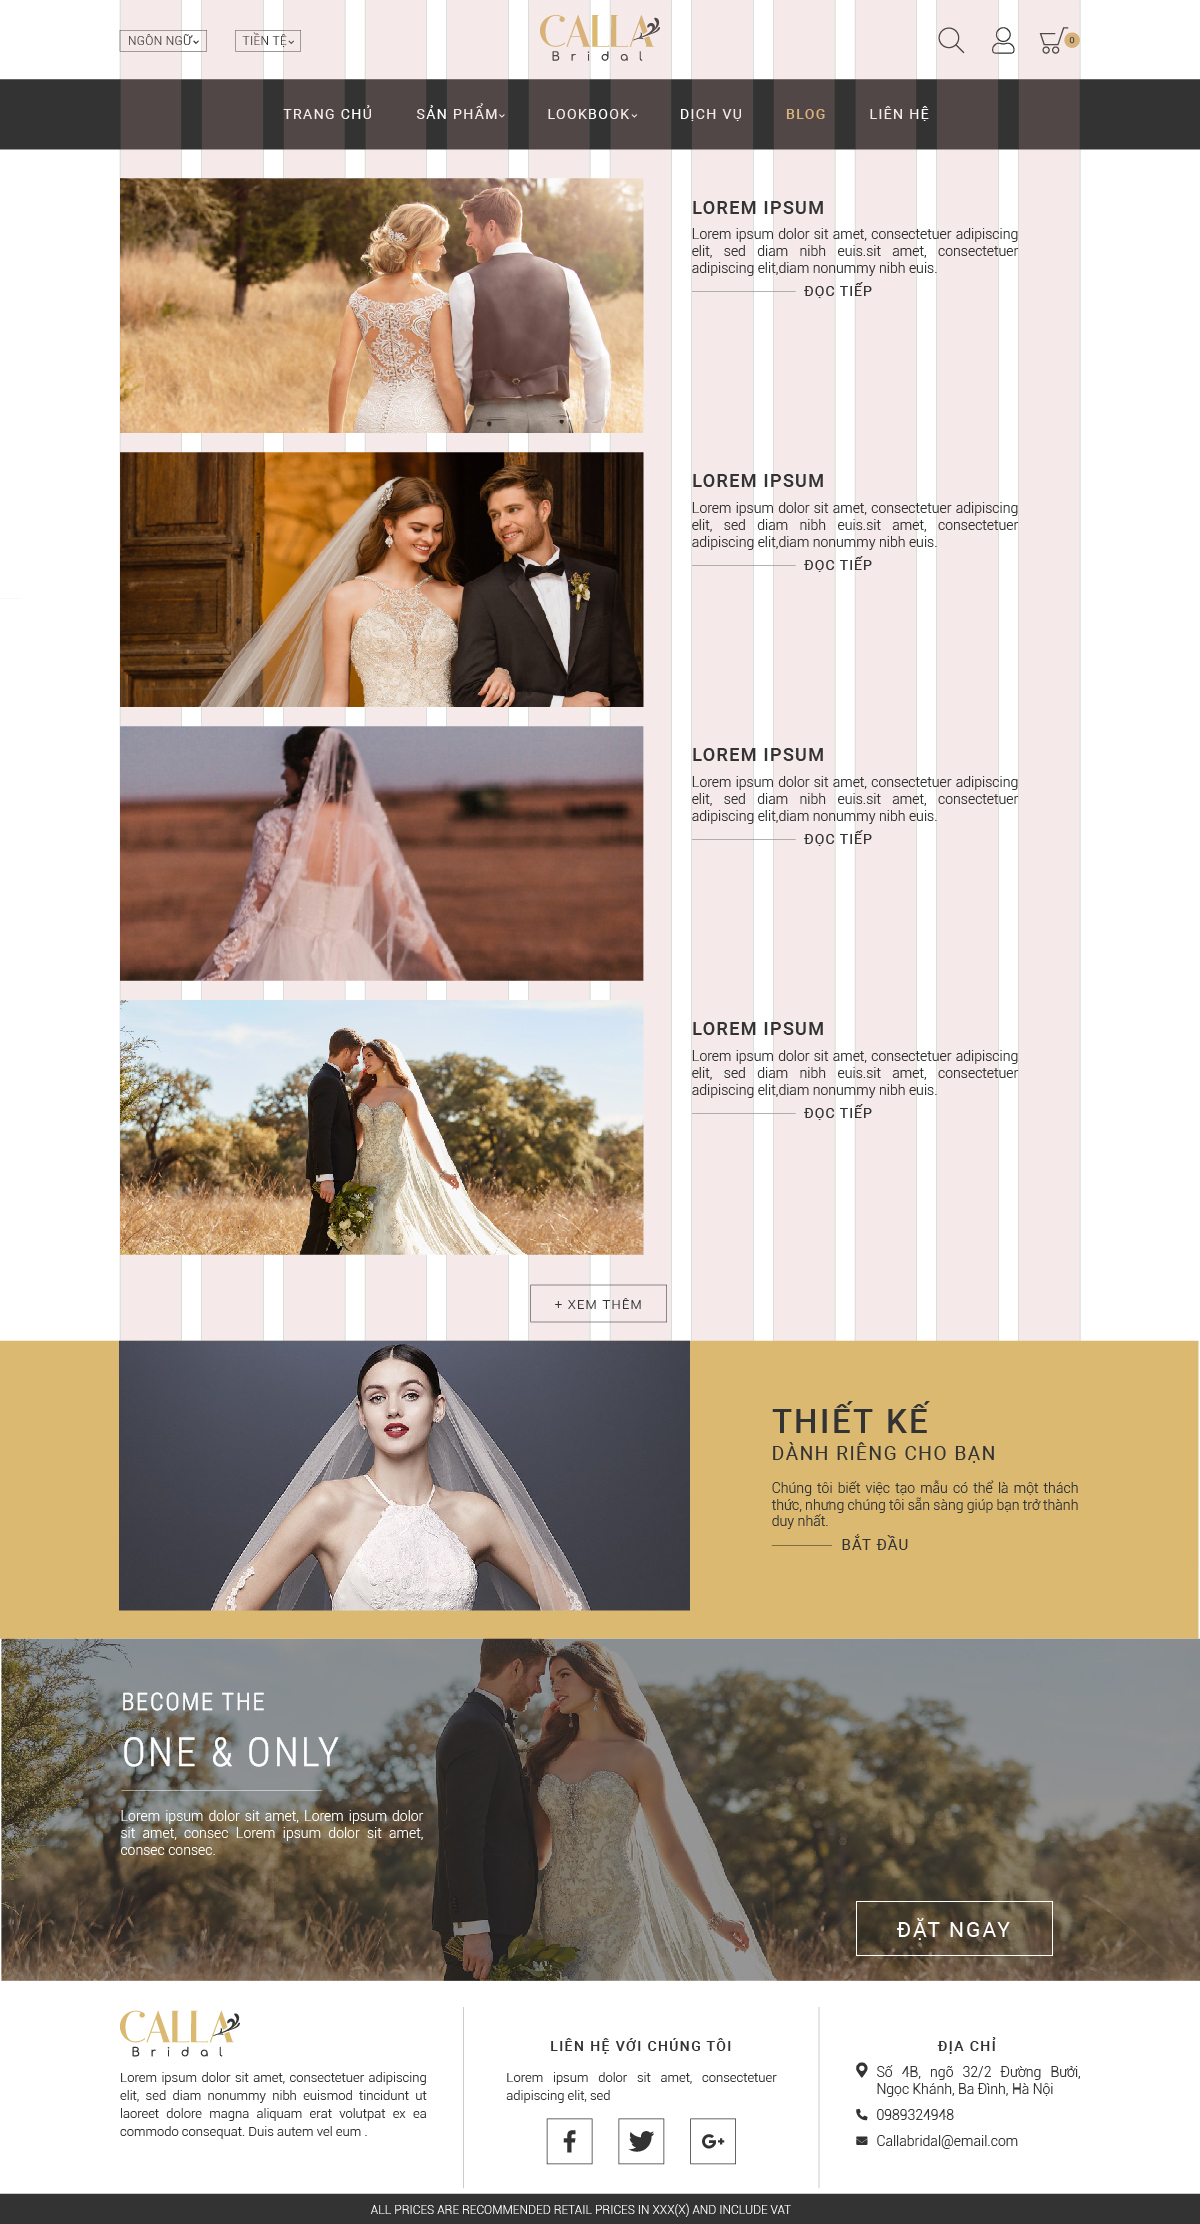 NGÔN NGỮ
TIỀN TỆ
CALLA
Bridal
0
TRANG CHỦ
SẢN PHẨM
LOOKBOOK
DỊCH VỤ
BLOG
LIÊN HỆ
LOREM IPSUM
Lorem ipsum dolor sit amet, consectetuer adipiscing
elit, sed diam nibh euis.sit amet, consectetuer
adipiscing elit,diam nonummy nibh euis.
ĐỌC TIẾP
LOREM IPSUM
Lorem ipsum dolor sit amet, consectetuer adipiscing
elit, sed diam nibh euis.sit amet, consectetuer
adipiscing elit,diam nonummy nibh euis.
ĐỌC TIẾP
LOREM IPSUM
Lorem ipsum dolor sit amet, consectetuer adipiscing
elit, sed diam nibh euis.sit amet, consectetuer
adipiscing elit,diam nonummy nibh euis.
ĐỌC TIẾP
LOREM IPSUM
Lorem ipsum dolor sit amet, consectetuer adipiscing
elit, sed diam nibh euis.sit amet, consectetuer
adipiscing elit,diam nonummy nibh euis.
ĐỌC TIẾP
+ XEM THÊM
THIẾT KẾ
DÀNH RIÊNG CHO BẠN
Chúng tôi biết việc tạo mẫu có thể là một thách
thức, nhưng chúng tôi sẵn sàng giúp bạn trở thành
duy nhất.
BẮT ĐẦU
BECOME THE
ONE & ONLY
Lorem ipsum dolor sit amet, Lorem ipsum dolor
sit amet, consec Lorem ipsum dolor sit amet,
consec consec.
ĐẶT NGAY
CALLA
Bridal
Lorem ipsum dolor sit amet, consectetuer adipiscing
elit, sed diam nonummy nibh euismod tincidunt ut
laoreet dolore magna aliquam erat volutpat ex ea
commodo consequat. Duis autem vel eum .
LIÊN HỆ VỚI CHÚNG TÔI
Lorem ipsum dolor sit amet, consectetuer
adipiscing elit, sed
f
G+
ĐỊA CHỈ
Số 4B, ngõ 32/2 Đường Bưởi,
Ngọc Khánh, Ba Đình, Hà Nội
0989324948
Callabridal@email.com
ALL PRICES ARE RECOMMENDED RETAIL PRICES IN XXX(X) AND INCLUDE VAT